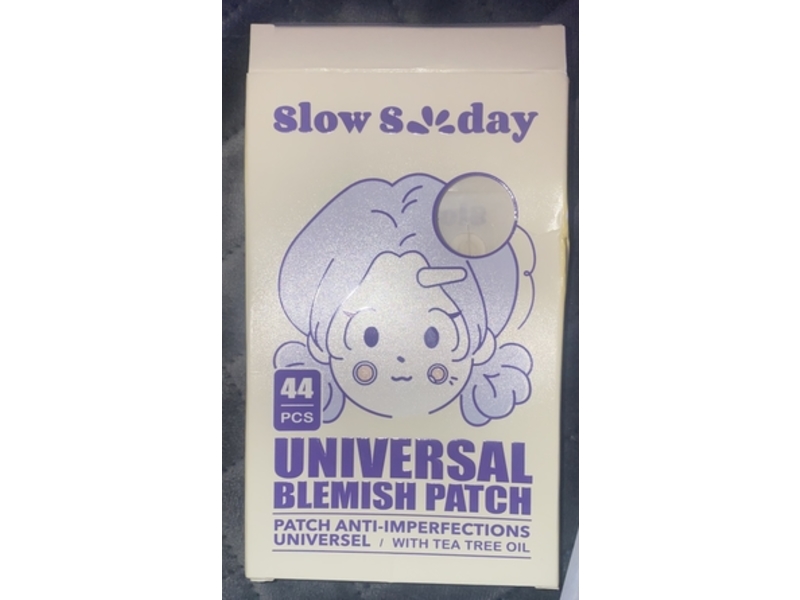 Slow S day
44
PCS
UNIVERSAL
BLEMISH PATCH
PATCH ANTI-IMPERFECTIONS
UNIVERSEL / WITH TEA TREE OIL